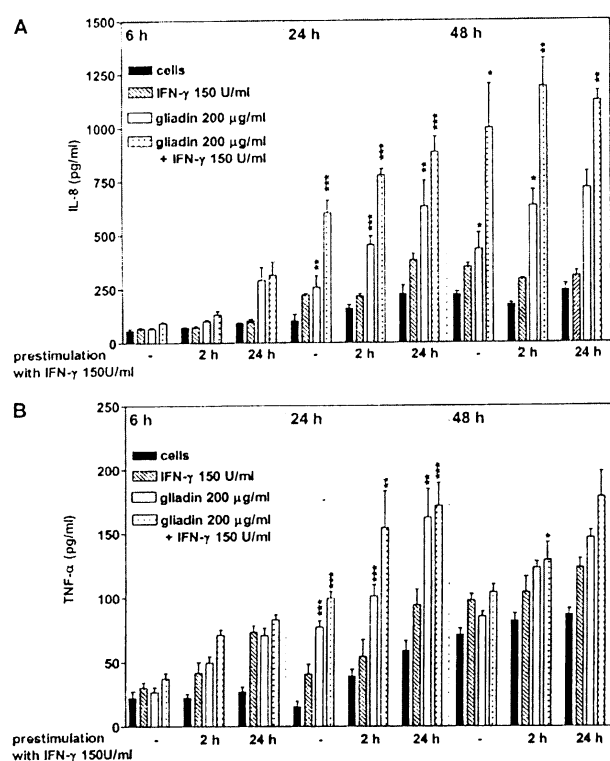 A
6 h 24 h 48 h
1500
1250
1000
750
500
250
0
IL-8 (pg/ml)
cells
IFN-γ 150 U/ml
gliadin 200 µg/ml
gliadin 200 µg/ml
+ IFN-γ 150 U/ml
*** ** *** *** ** *** * * * ** **
prestimulation - 2 h 24 h - 2 h 24 h - 2 h 24 h
with IFN-γ 150U/ml
B
6 h 24 h 48 h
250
200
150
100
50
0
TNF-α (pg/ml)
cells
IFN-γ 150 U/ml
gliadin 200 µg/ml
gliadin 200 µg/ml
+ IFN-γ 150 U/ml
*** *** *** ** ** *** *
prestimulation - 2 h 24 h - 2 h 24 h - 2 h 24 h
with IFN-γ 150U/ml